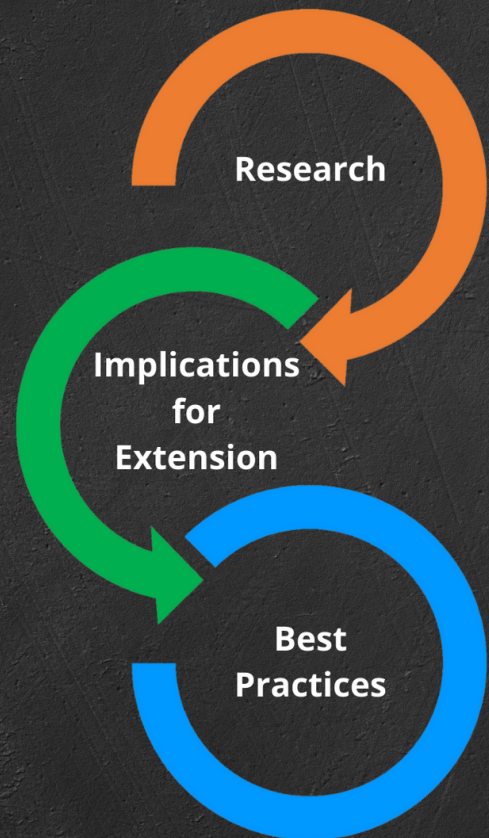 Research
Implications
for
Extension
Best
Practices